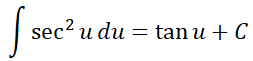 ∫ sec² u du = tan u + C